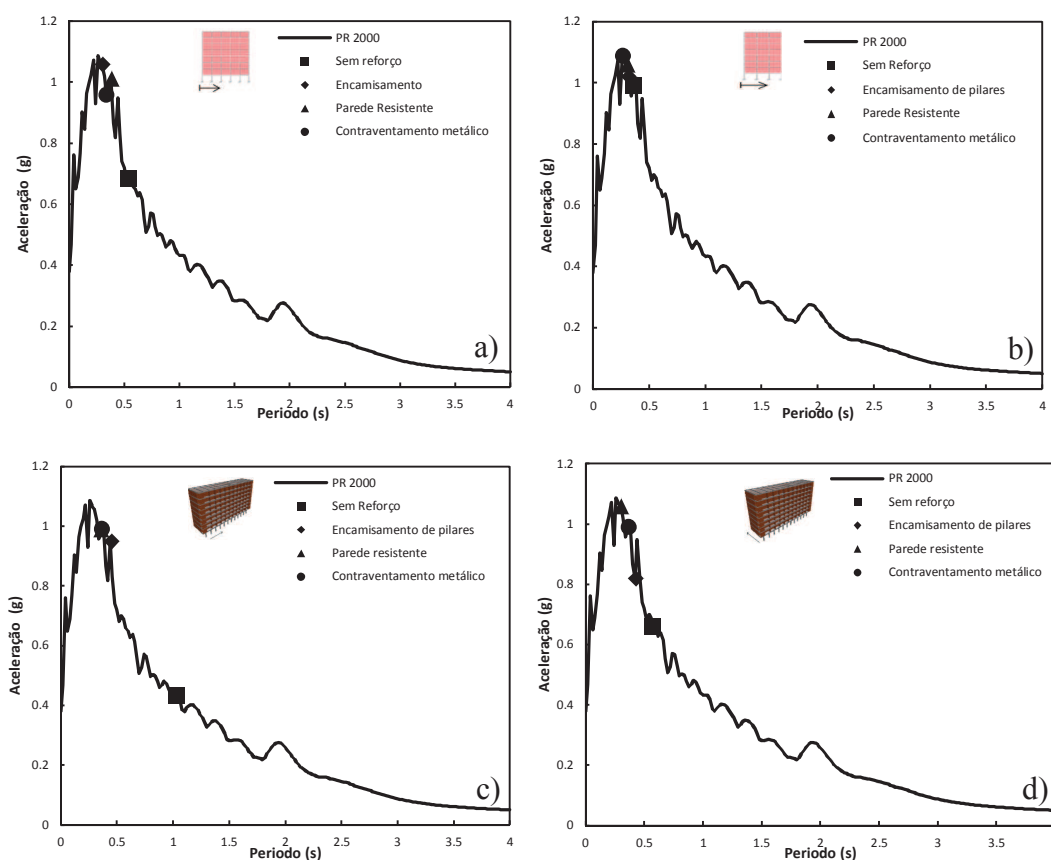 a)
1.2
1
0.8
0.6
0.4
0.2
0
Aceleração (g)
0 0.5 1 1.5 2 2.5 3 3.5 4
Periodo (s)
PR 2000
Sem reforço
Encamisamento
Parede Resistente
Contraventamento metálico
b)
1.2
1
0.8
0.6
0.4
0.2
0
Aceleração (g)
0 0.5 1 1.5 2 2.5 3 3.5 4
Periodo (s)
PR 2000
Sem Reforço
Encamisamento de pilares
Parede Resistente
Contraventamento metálico
c)
1.2
1
0.8
0.6
0.4
0.2
0
Aceleração (g)
0 0.5 1 1.5 2 2.5 3 3.5 4
Periodo (s)
PR 2000
Sem Reforço
Encamisamento de pilares
Parede resistente
Contraventamento metálico
d)
1.2
1
0.8
0.6
0.4
0.2
0
Aceleração (g)
0 0.5 1 1.5 2 2.5 3 3.5 4
Periodo (s)
PR 2000
Sem reforço
Encamisamento de pilares
Parede resistente
Contraventamento metálico